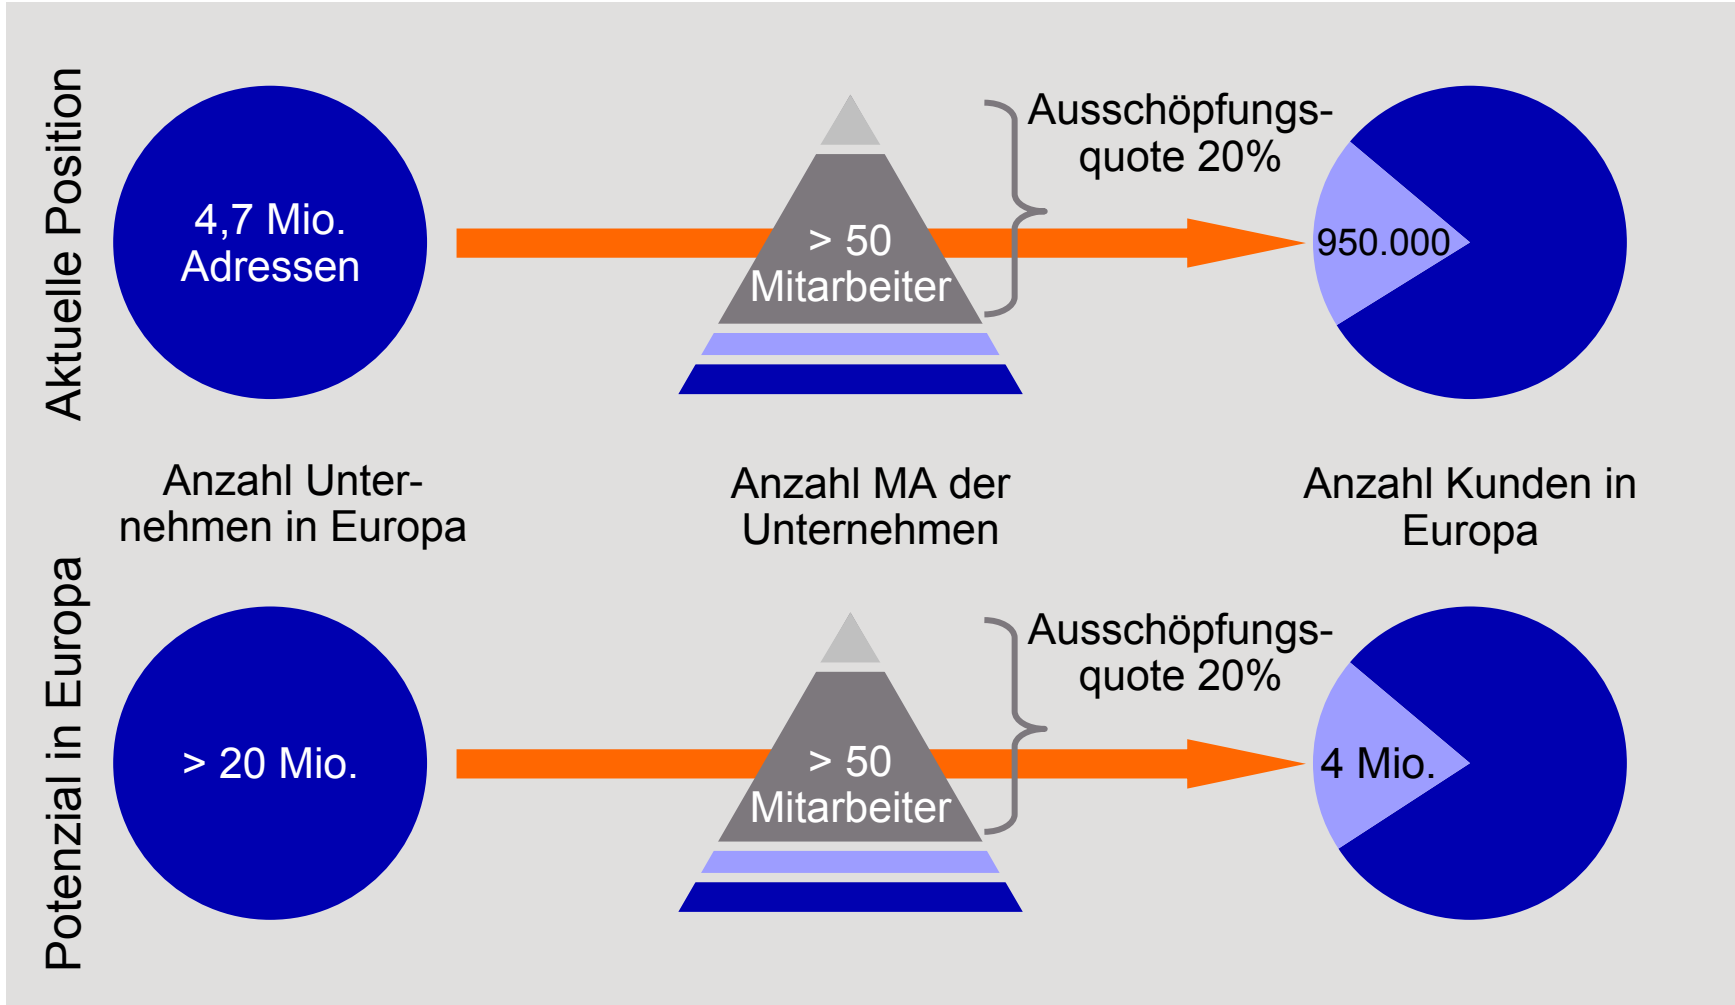 Aktuelle Position
4,7 Mio.
Adressen
> 50
Mitarbeiter
Ausschöpfungs-
quote 20%
950.000
Anzahl Unter-
nehmen in Europa
Anzahl MA der
Unternehmen
Anzahl Kunden in
Europa
Potenzial in Europa
> 20 Mio.
> 50
Mitarbeiter
Ausschöpfungs-
quote 20%
4 Mio.